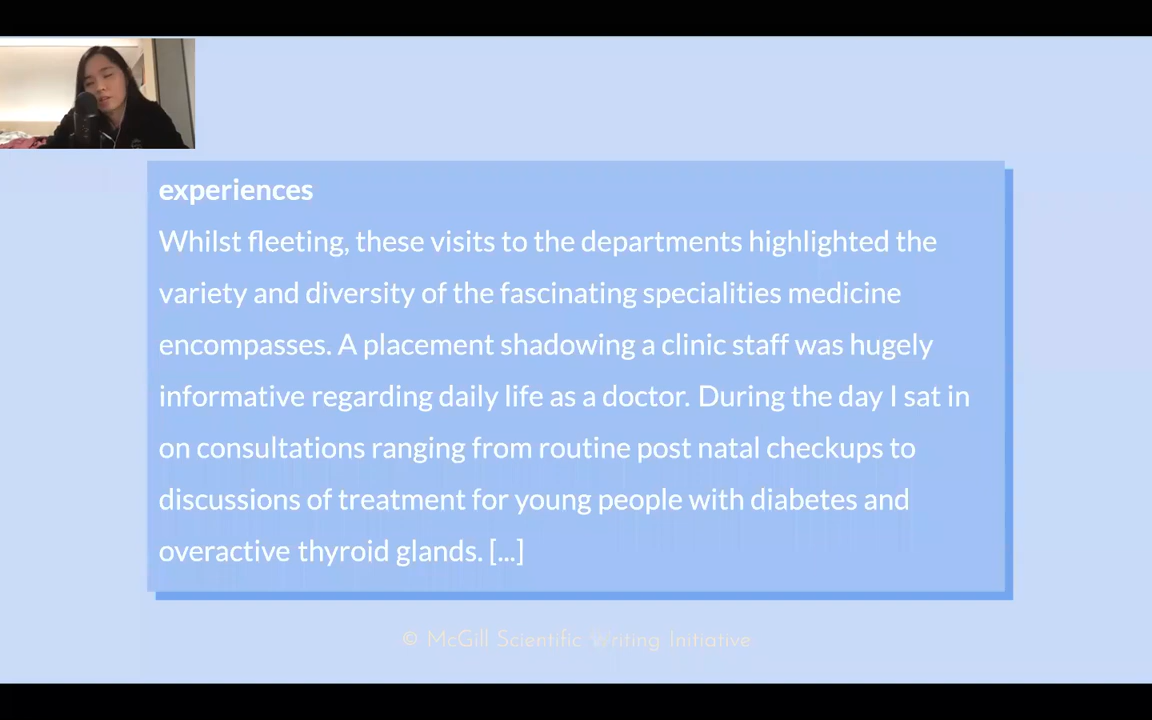 experiences
Whilst fleeting, these visits to the departments highlighted the
variety and diversity of the fascinating specialities medicine
encompasses. A placement shadowing a clinic staff was hugely
informative regarding daily life as a doctor. During the day I sat in
on consultations ranging from routine post natal checkups to
discussions of treatment for young people with diabetes and
overactive thyroid glands. [...]
© McGill Scientific Writing Initiative